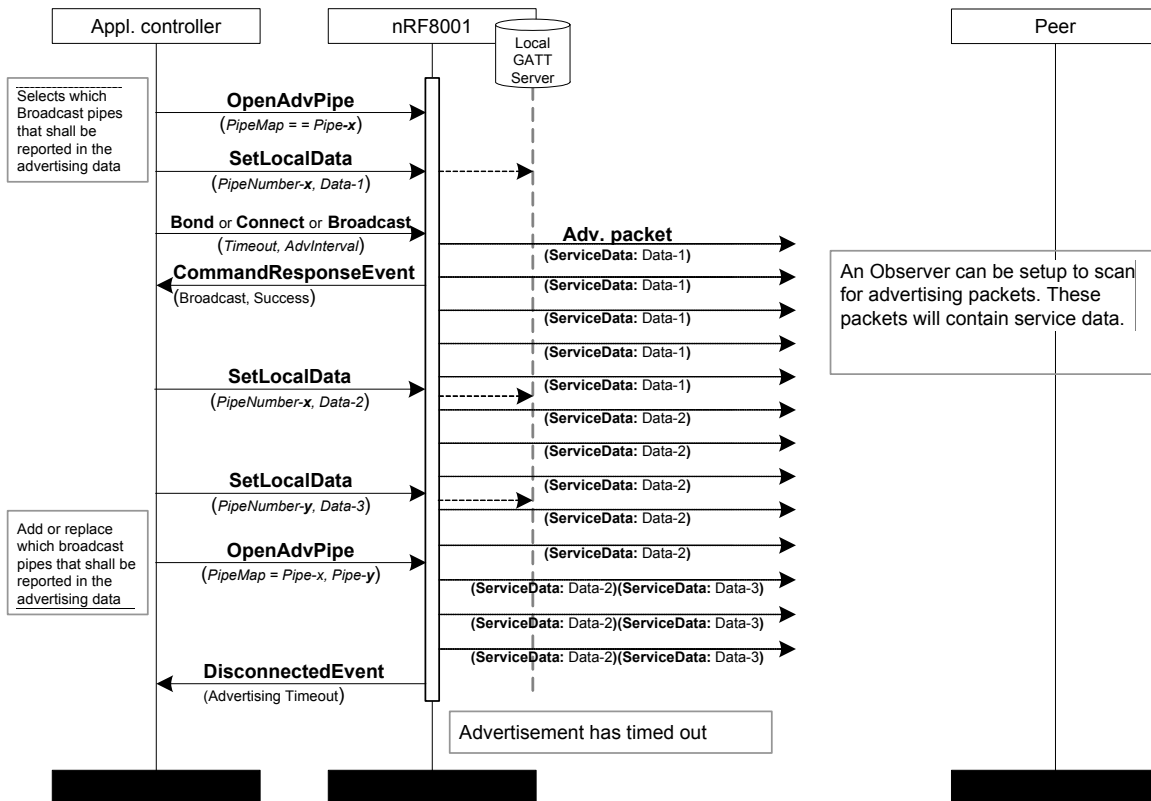 Appl. controller
nRF8001
Peer
Local
GATT
Server
Selects which
Broadcast pipes
that shall be
reported in the
advertising data
OpenAdvPipe
(PipeMap = = Pipe-x)
SetLocalData
(PipeNumber-x, Data-1)
Bond or Connect or Broadcast
(Timeout, AdvInterval)
Adv. packet
(ServiceData: Data-1)
CommandResponseEvent
(Broadcast, Success)
(ServiceData: Data-1)
(ServiceData: Data-1)
(ServiceData: Data-1)
(ServiceData: Data-1)
An Observer can be setup to scan
for advertising packets. These
packets will contain service data.
SetLocalData
(PipeNumber-x, Data-2)
(ServiceData: Data-2)
(ServiceData: Data-2)
(ServiceData: Data-2)
(ServiceData: Data-2)
(ServiceData: Data-2)
SetLocalData
(PipeNumber-y, Data-3)
Add or replace
which broadcast
pipes that shall be
reported in the
advertising data
OpenAdvPipe
(PipeMap = Pipe-x, Pipe-y)
(ServiceData: Data-2)(ServiceData: Data-3)
(ServiceData: Data-2)(ServiceData: Data-3)
(ServiceData: Data-2)(ServiceData: Data-3)
DisconnectedEvent
(Advertising Timeout)
Advertisement has timed out